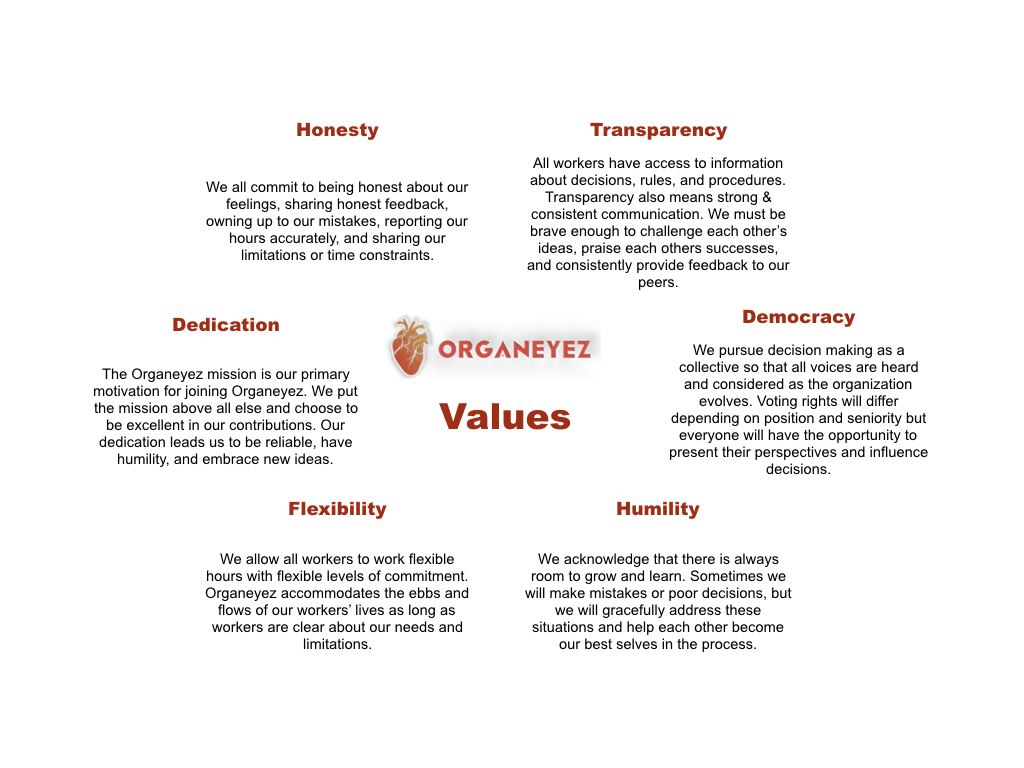 Honesty
We all commit to being honest about our
feelings, sharing honest feedback,
owning up to our mistakes, reporting our
hours accurately, and sharing our
limitations or time constraints.
Transparency
All workers have access to information
about decisions, rules, and procedures.
Transparency also means strong &
consistent communication. We must be
brave enough to challenge each other’s
ideas, praise each others successes,
and consistently provide feedback to our
peers.
Dedication
The Organeyez mission is our primary
motivation for joining Organeyez. We put
the mission above all else and choose to
be excellent in our contributions. Our
dedication leads us to be reliable, have
humility, and embrace new ideas.
ORGANEYEZ
Values
Democracy
We pursue decision making as a
collective so that all voices are heard
and considered as the organization
evolves. Voting rights will differ
depending on position and seniority but
everyone will have the opportunity to
present their perspectives and influence
decisions.
Flexibility
We allow all workers to work flexible
hours with flexible levels of commitment.
Organeyez accommodates the ebbs and
flows of our workers’ lives as long as
workers are clear about our needs and
limitations.
Humility
We acknowledge that there is always
room to grow and learn. Sometimes we
will make mistakes or poor decisions, but
we will gracefully address these
situations and help each other become
our best selves in the process.